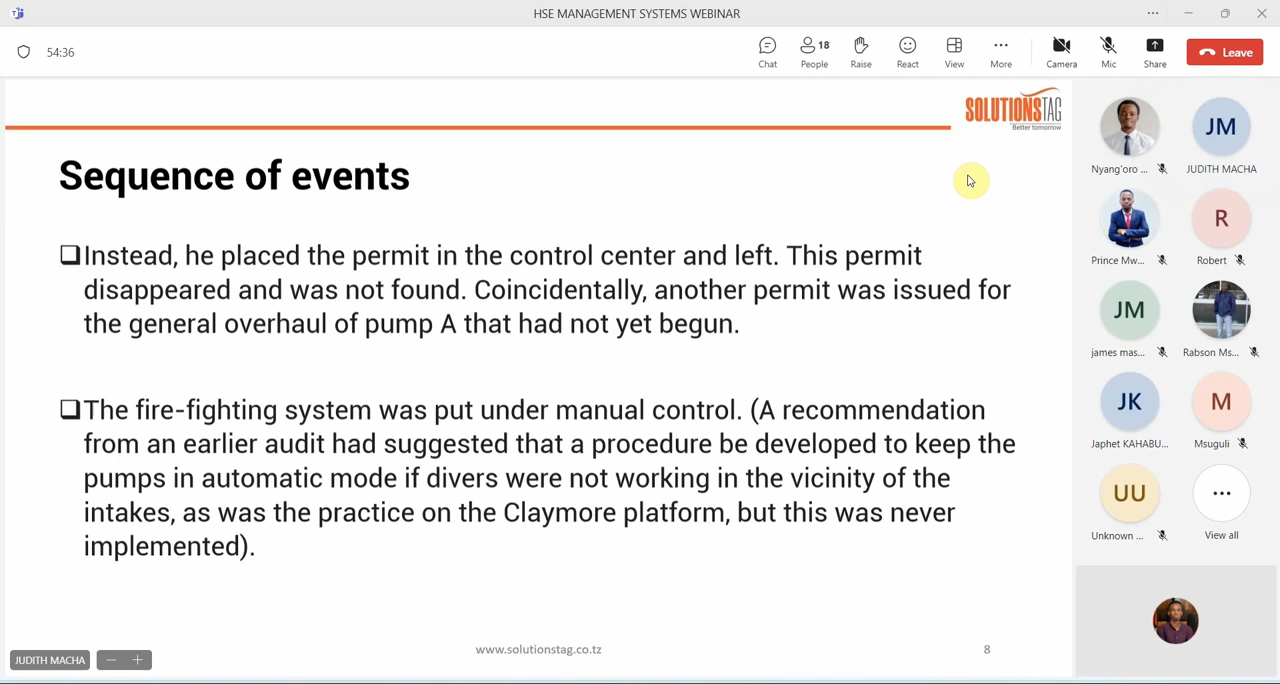 HSE MANAGEMENT SYSTEMS WEBINAR
54:36
Chat
People
18
Raise
React
View
More
Camera
Mic
Share
Leave
SOLUTIONSTAG
Better tomorrow
Sequence of events
Instead, he placed the permit in the control center and left. This permit
disappeared and was not found. Coincidentally, another permit was issued for
the general overhaul of pump A that had not yet begun.
The fire-fighting system was put under manual control. (A recommendation
from an earlier audit had suggested that a procedure be developed to keep the
pumps in automatic mode if divers were not working in the vicinity of the
intakes, as was the practice on the Claymore platform, but this was never
implemented).
www.solutionstag.co.tz
8
JUDITH MACHA
Nyang'oro ...
JM
JUDITH MACHA
Prince Mw...
R
Robert
JM
james mas...
Rabson Ms...
JK
Japhet KAHABU...
M
Msuguli
UU
Unknown ...
View all